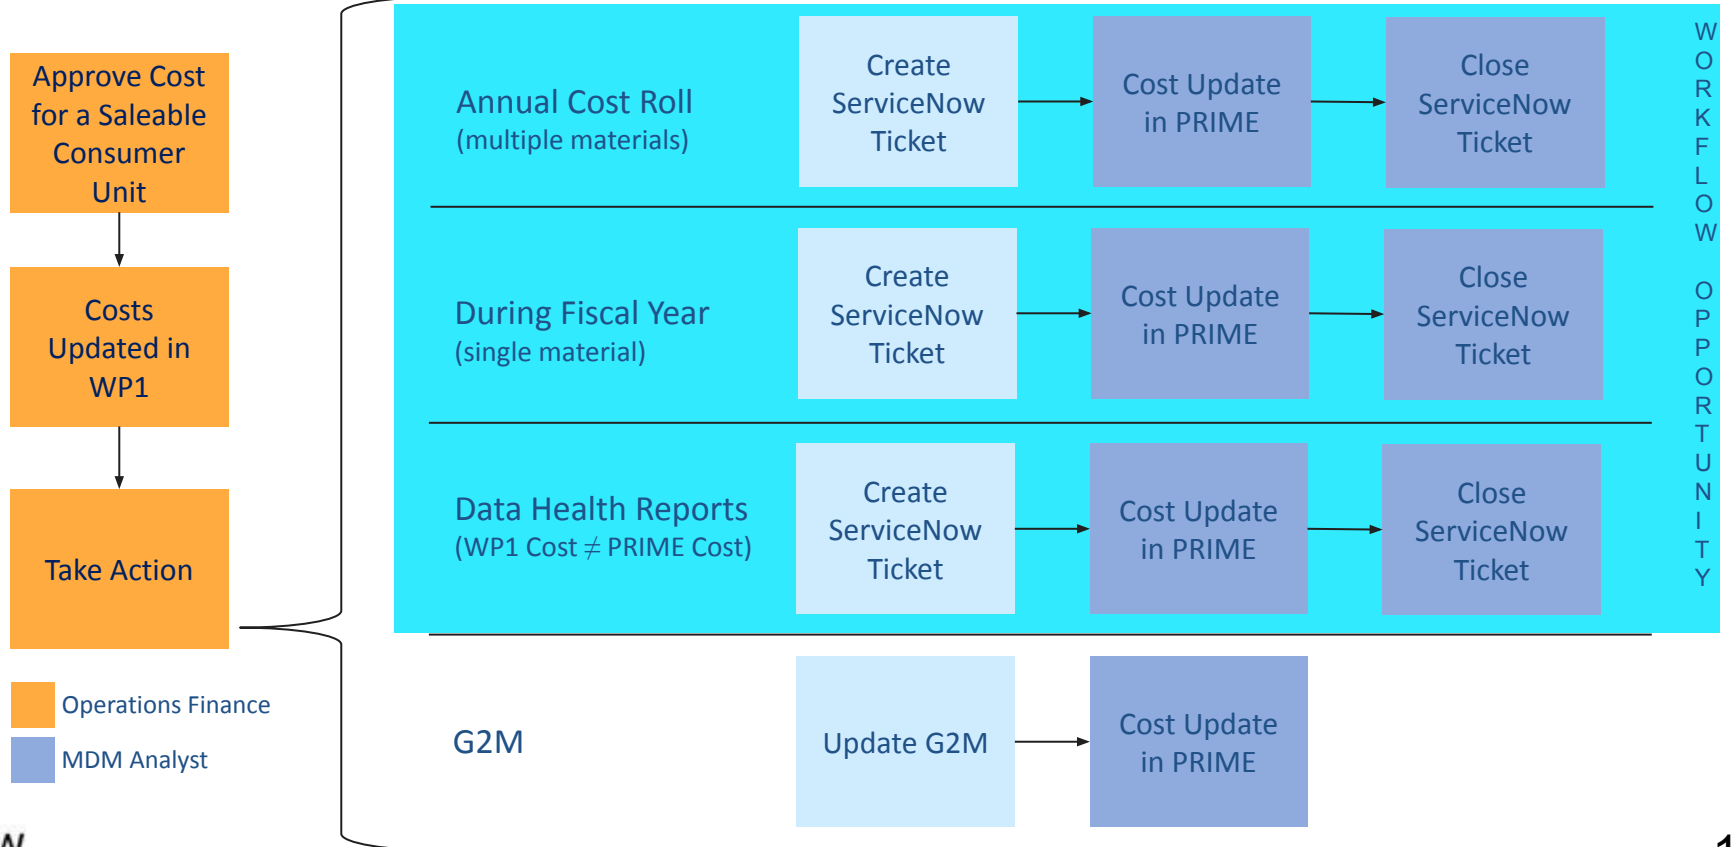 Approve Cost
for a Saleable
Consumer
Unit
Costs
Updated in
WP1
Take Action
Operations Finance
MDM Analyst
Annual Cost Roll
(multiple materials)
Create
ServiceNow
Ticket
Cost Update
in PRIME
Close
ServiceNow
Ticket
During Fiscal Year
(single material)
Create
ServiceNow
Ticket
Cost Update
in PRIME
Close
ServiceNow
Ticket
Data Health Reports
(WP1 Cost ≠ PRIME Cost)
Create
ServiceNow
Ticket
Cost Update
in PRIME
Close
ServiceNow
Ticket
G2M
Update G2M
Cost Update
in PRIME
WORKFLOW OPPORTUNITY